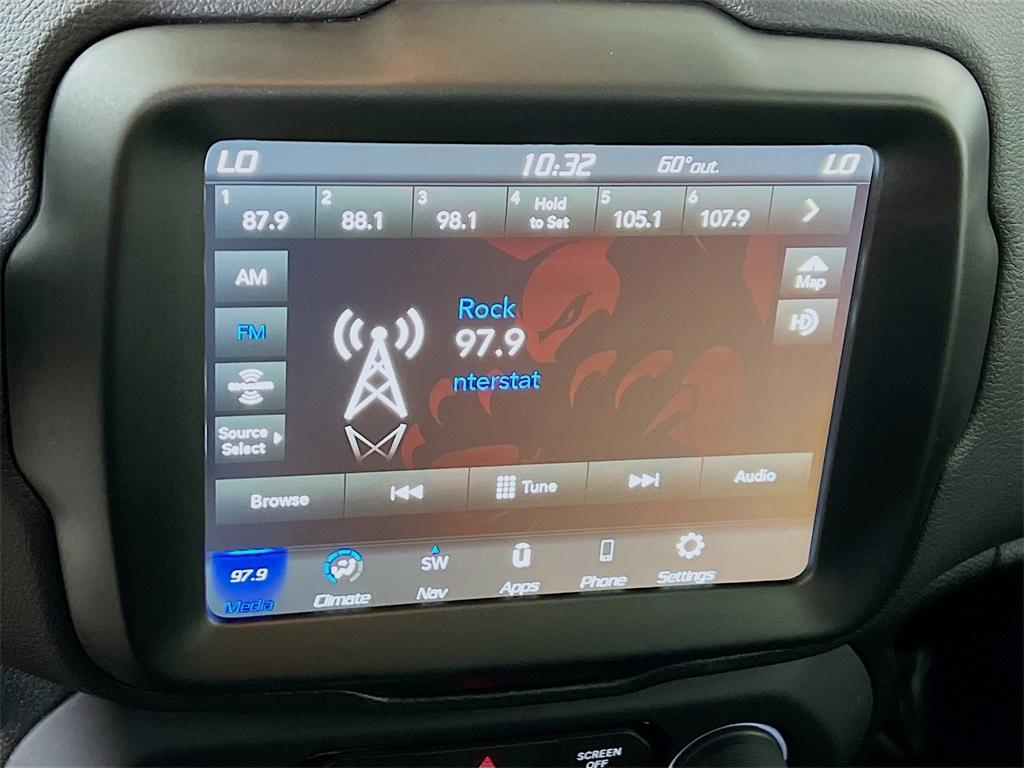 LO 10:32 60°out. LO
1 2 3 4 Hold 5 6
87.9 88.1 98.1 to Set 105.1 107.9
AM
Map
FM
HD
Rock
97.9
nterstat
Source
Select
Browse Tune Audio
97.9 SW
Media Climate Nav Apps Phone Settings
SCREEN
OFF